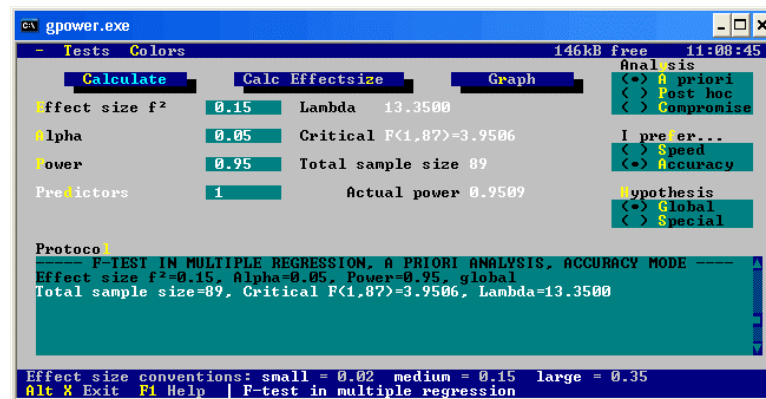 gpower.exe
- Tests Colors 146kB free 11:08:45
Analysis
Calculate Calc Effectsize Graph (•) A priori
( ) Post hoc
Effect size f² 0.15 Lambda 13.3500 ( ) Compromise
Alpha 0.05 Critical F(1,87)=3.9506 I prefer...
( ) Speed
Power 0.95 Total sample size 89 (•) Accuracy
Predictors 1 Actual power 0.9509 Hypothesis
(•) Global
( ) Special
Protocol
----- F-TEST IN MULTIPLE REGRESSION, A PRIORI ANALYSIS, ACCURACY MODE ----
Effect size f²=0.15, Alpha=0.05, Power=0.95, global
Total sample size=89, Critical F(1,87)=3.9506, Lambda=13.3500
Effect size conventions: small = 0.02 medium = 0.15 large = 0.35
Alt X Exit F1 Help | F-test in multiple regression